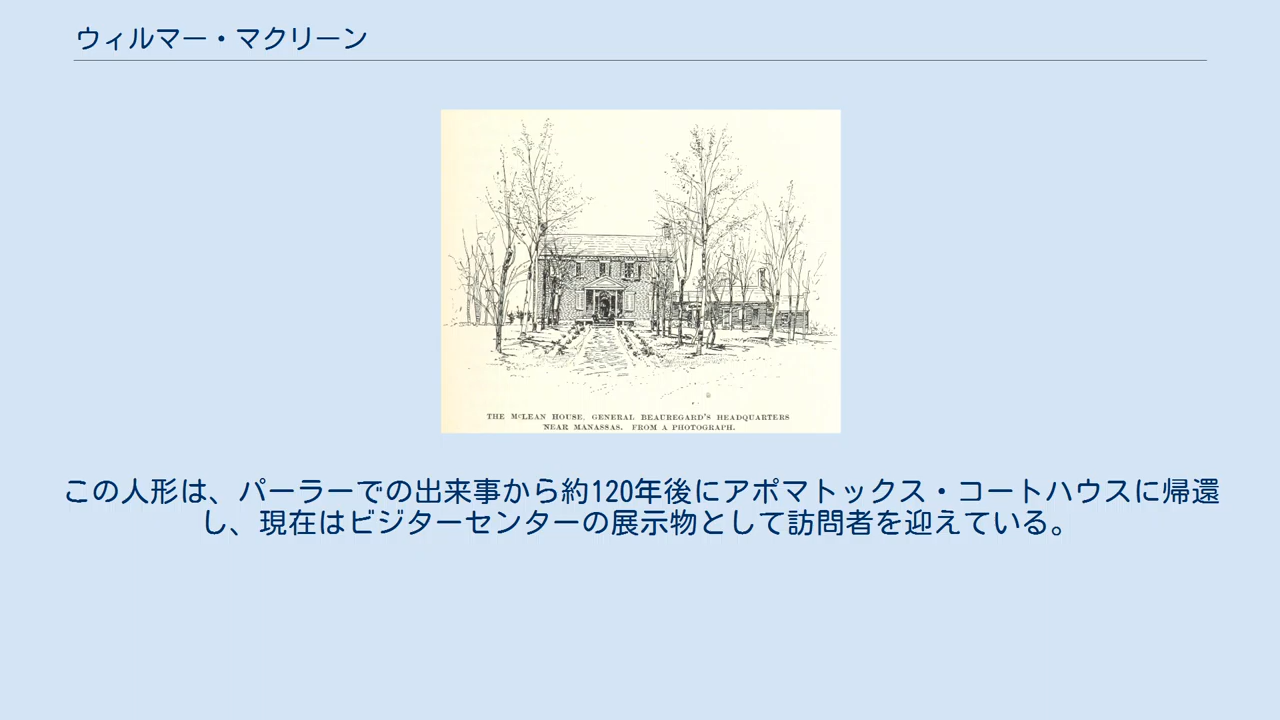 ウィルマー・マクリーン
THE McLEAN HOUSE, GENERAL BEAUREGARD'S HEADQUARTERS
NEAR MANASSAS. FROM A PHOTOGRAPH.
この人形は、パーラーでの出来事から約120年後にアポマトックス・コートハウスに帰還
し、現在はビジターセンターの展示物として訪問者を迎えている。